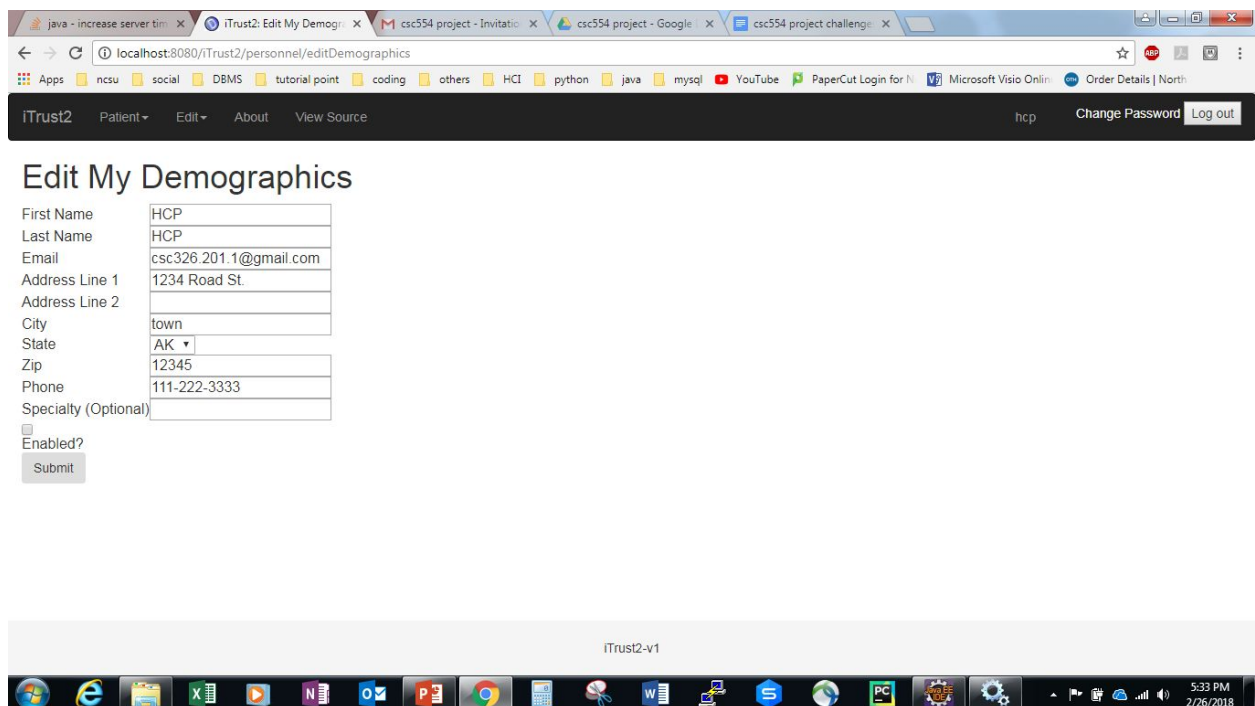 java - increase server tim iTrust2: Edit My Demogra csc554 project - Invitatio csc554 project - Google csc554 project challenge
localhost:8080/iTrust2/personnel/editDemographics ABP
Apps ncsu social DBMS tutorial point coding others HCI python java mysql YouTube PaperCut Login for N Microsoft Visio Onlin Order Details | North
iTrust2 Patient Edit About View Source hcp Change Password Log out
Edit My Demographics
First Name HCP
Last Name HCP
Email csc326.201.1@gmail.com
Address Line 1 1234 Road St.
Address Line 2
City town
State AK
Zip 12345
Phone 111-222-3333
Specialty (Optional)
Enabled?
Submit
iTrust2-v1
5:33 PM
2/26/2018